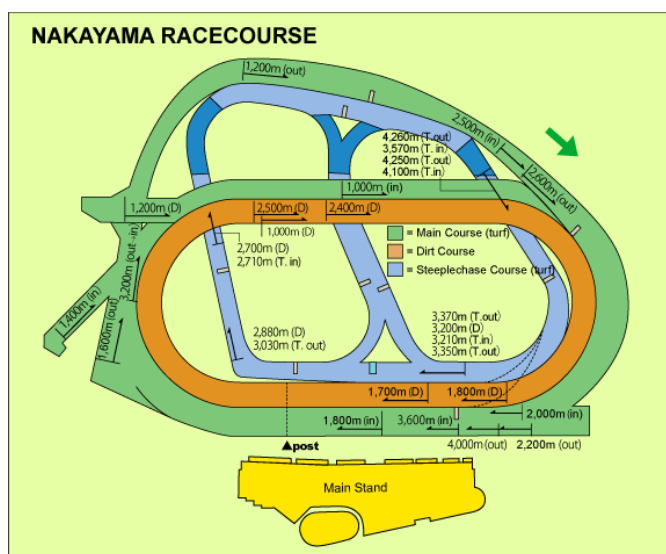 NAKAYAMA RACECOURSE
1,200m (out)
2,500m (in)
4,260m (T.out)
3,570m (T. in)
4,250m (T.out)
4,100m (T.in)
2,600m (out)
1,000m (in)
1,200m (D)
2,500m (D)
2,400m (D)
1,000m (D)
= Main Course (turf)
= Dirt Course
= Steeplechase Course (turf)
2,700m (D)
2,710m (T. in)
3,200m (out→in)
1,400m (in)
1,600m (out)
2,880m (D)
3,030m (T. out)
3,370m (T.out)
3,200m (D)
3,210m (T.in)
3,350m (T.out)
1,700m (D)
1,800m (D)
1,800m (in)
3,600m (in)
2,000m (in)
4,000m (out)
2,200m (out)
▲post
Main Stand